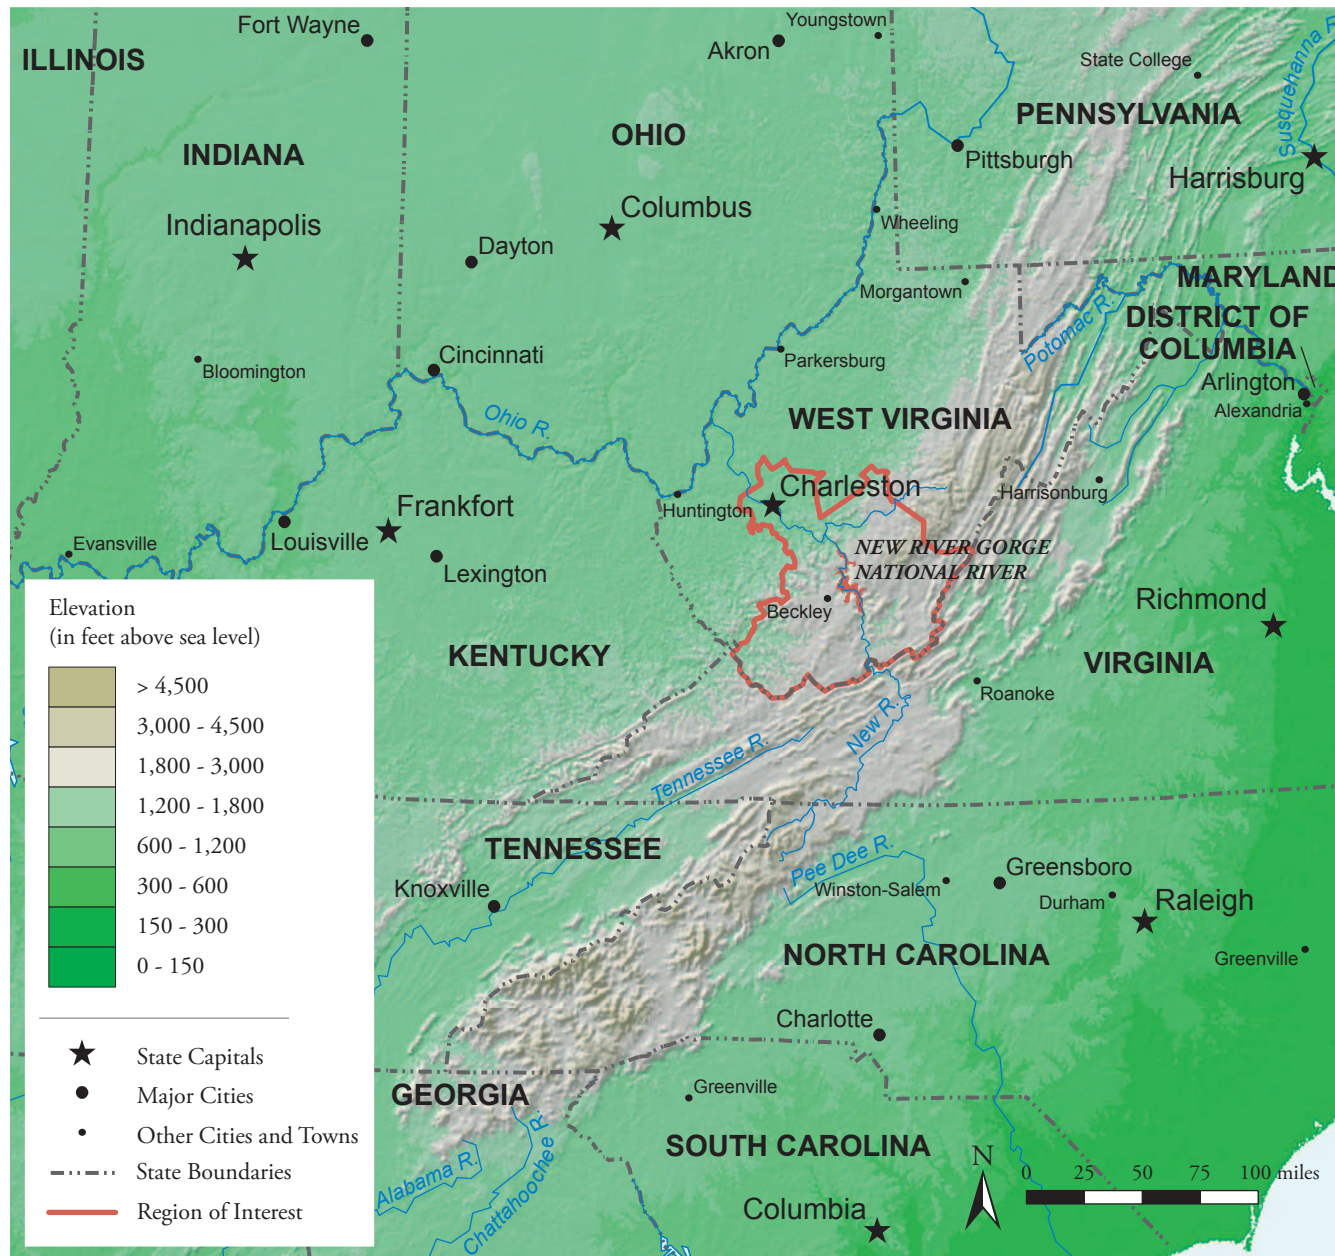 Fort Wayne
Youngstown
ILLINOIS
Akron
State College
Susquehanna R.
PENNSYLVANIA
OHIO
INDIANA
Pittsburgh
Harrisburg
Columbus
Indianapolis
Wheeling
Dayton
MARYLAND
Morgantown
Potomac R.
DISTRICT OF
COLUMBIA
Parkersburg
Cincinnati
Bloomington
Arlington
Alexandria
Ohio R.
WEST VIRGINIA
Charleston
Harrisonburg
Frankfort
Huntington
Louisville
Evansville
NEW RIVER GORGE
NATIONAL RIVER
Lexington
Richmond
Beckley
KENTUCKY
VIRGINIA
Roanoke
New R.
Tennessee R.
TENNESSEE
Pee Dee R.
Greensboro
Knoxville
Winston-Salem
Durham
Raleigh
NORTH CAROLINA
Greenville
Charlotte
GEORGIA
Greenville
SOUTH CAROLINA
Alabama R.
Chattahoochee R.
Columbia
N
0 25 50 75 100 miles
Elevation
(in feet above sea level)
> 4,500
3,000 - 4,500
1,800 - 3,000
1,200 - 1,800
600 - 1,200
300 - 600
150 - 300
0 - 150
State Capitals
Major Cities
Other Cities and Towns
State Boundaries
Region of Interest